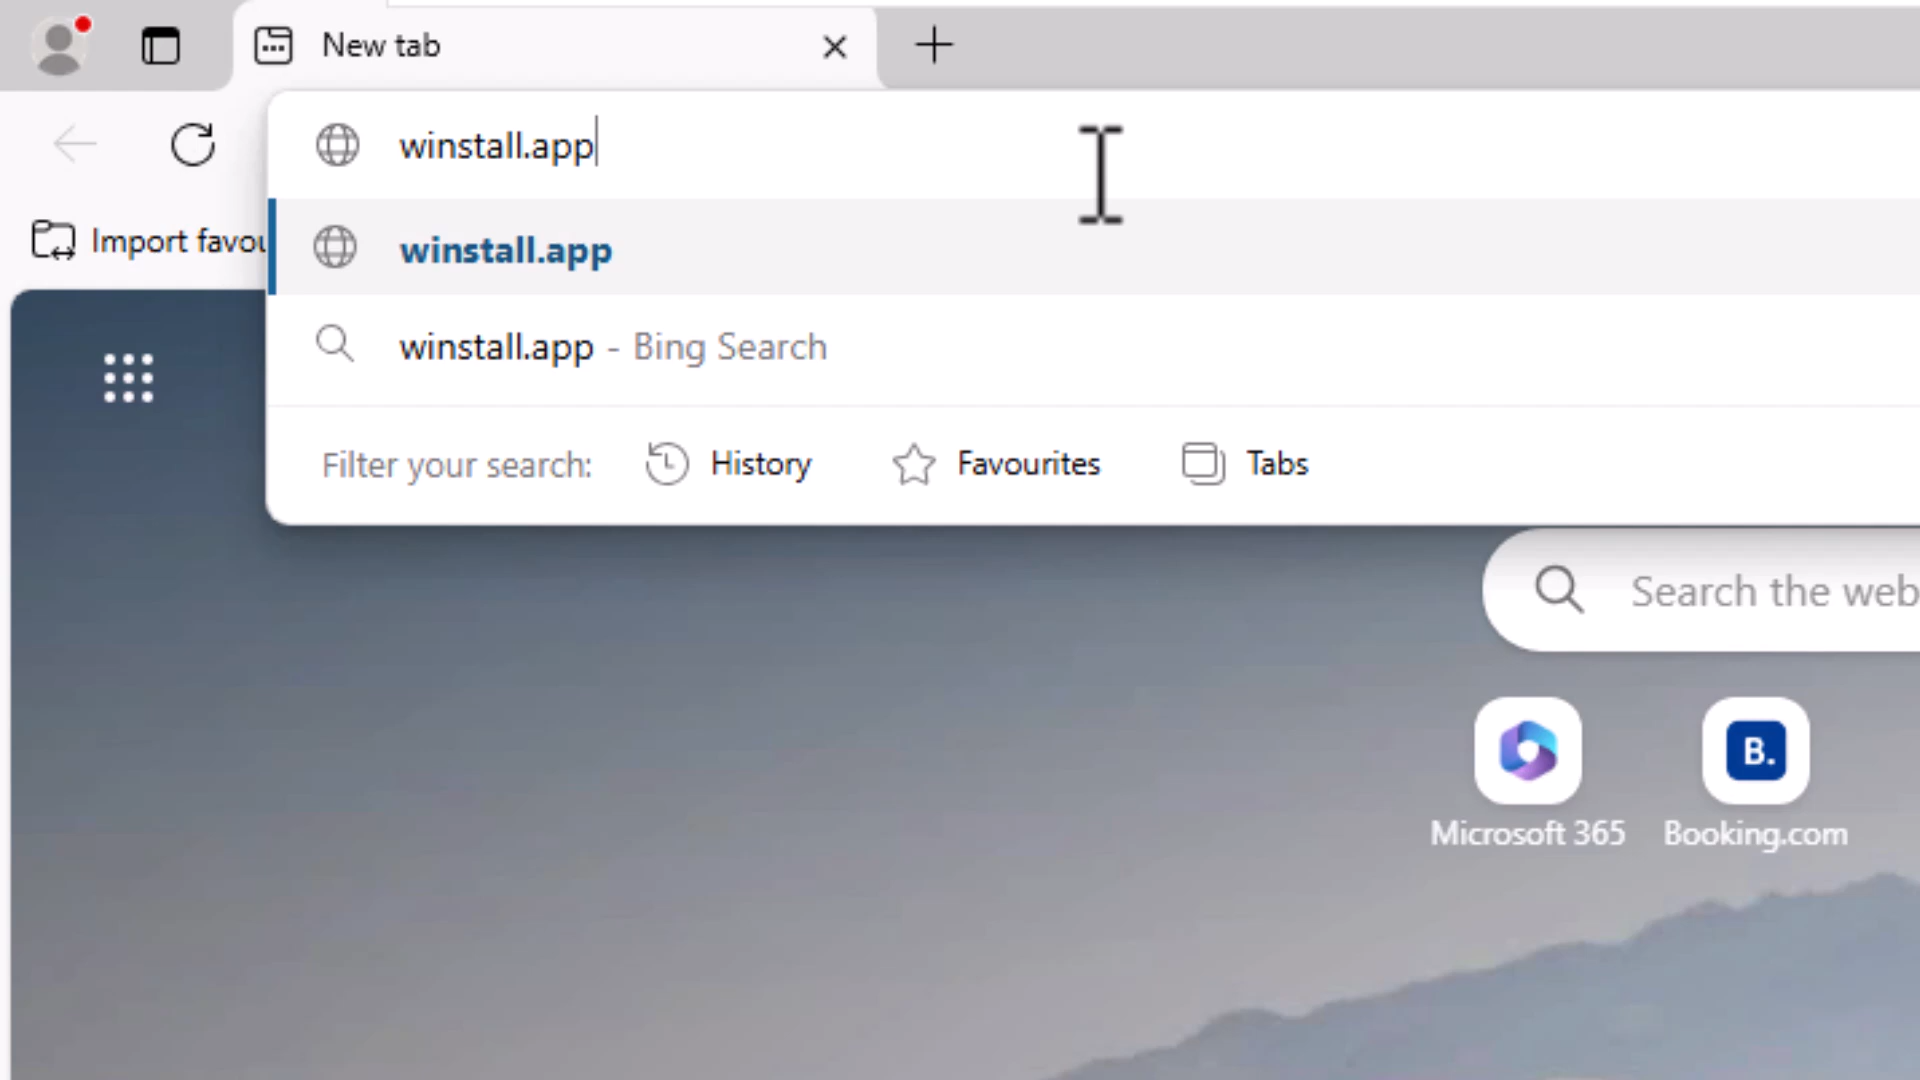 New tab
winstall.app
Import favou
winstall.app
winstall.app - Bing Search
Filter your search: History Favourites Tabs
Search the web
B.
Microsoft 365 Booking.com